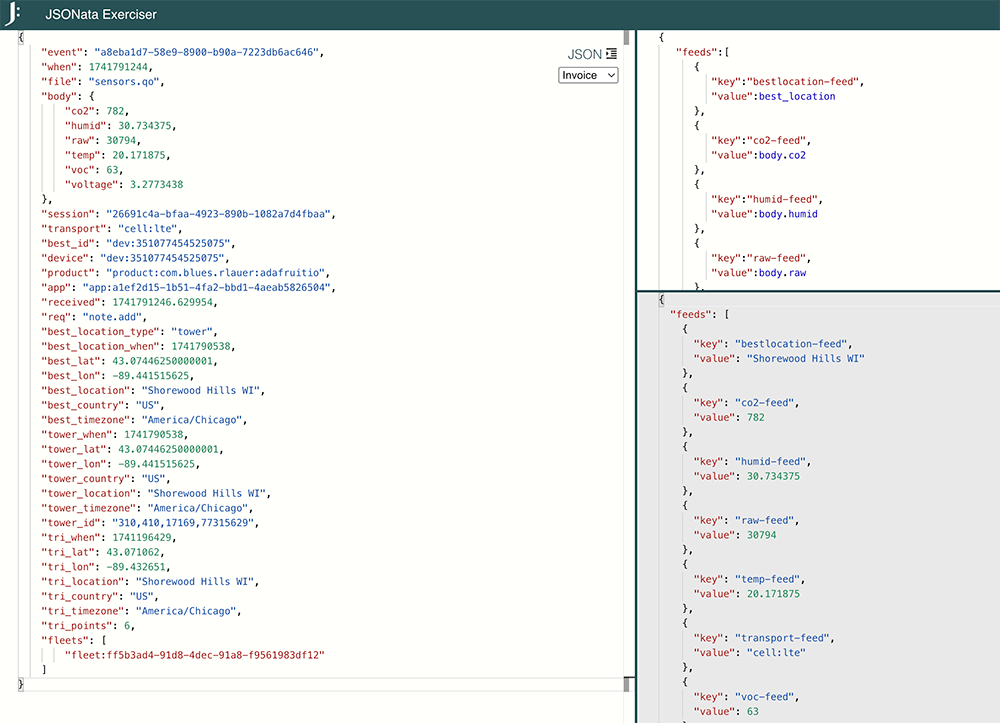 JSONata Exerciser
{
"event": "a8eba1d7-58e9-8900-b90a-7223db6ac646",
"when": 1741791244,
"file": "sensors.qo",
"body": {
"co2": 782,
"humid": 30.734375,
"raw": 30794,
"temp": 20.171875,
"voc": 63,
"voltage": 3.2773438
},
"session": "26691c4a-bfaa-4923-890b-1082a7d4fbaa",
"transport": "cell:lte",
"best_id": "dev:351077454525075",
"device": "dev:351077454525075",
"product": "product:com.blues.rlauer:adafruitio",
"app": "app:a1ef2d15-1b51-4fa2-bbd1-4aeab5826504",
"received": 1741791246.629954,
"req": "note.add",
"best_location_type": "tower",
"best_location_when": 1741790538,
"best_lat": 43.07446250000001,
"best_lon": -89.441515625,
"best_location": "Shorewood Hills WI",
"best_country": "US",
"best_timezone": "America/Chicago",
"tower_when": 1741790538,
"tower_lat": 43.07446250000001,
"tower_lon": -89.441515625,
"tower_country": "US",
"tower_location": "Shorewood Hills WI",
"tower_timezone": "America/Chicago",
"tower_id": "310,410,17169,77315629",
"tri_when": 1741196429,
"tri_lat": 43.071062,
"tri_lon": -89.432651,
"tri_location": "Shorewood Hills WI",
"tri_country": "US",
"tri_timezone": "America/Chicago",
"tri_points": 6,
"fleets": [
"fleet:ff5b3ad4-91d8-4dec-91a8-f9561983df12"
]
}
JSON
Invoice
{
"feeds":[
{
"key":"bestlocation-feed",
"value":best_location
},
{
"key":"co2-feed",
"value":body.co2
},
{
"key":"humid-feed",
"value":body.humid
},
{
"key":"raw-feed",
"value":body.raw
},
{
"feeds": [
{
"key": "bestlocation-feed",
"value": "Shorewood Hills WI"
},
{
"key": "co2-feed",
"value": 782
},
{
"key": "humid-feed",
"value": 30.734375
},
{
"key": "raw-feed",
"value": 30794
},
{
"key": "temp-feed",
"value": 20.171875
},
{
"key": "transport-feed",
"value": "cell:lte"
},
{
"key": "voc-feed",
"value": 63